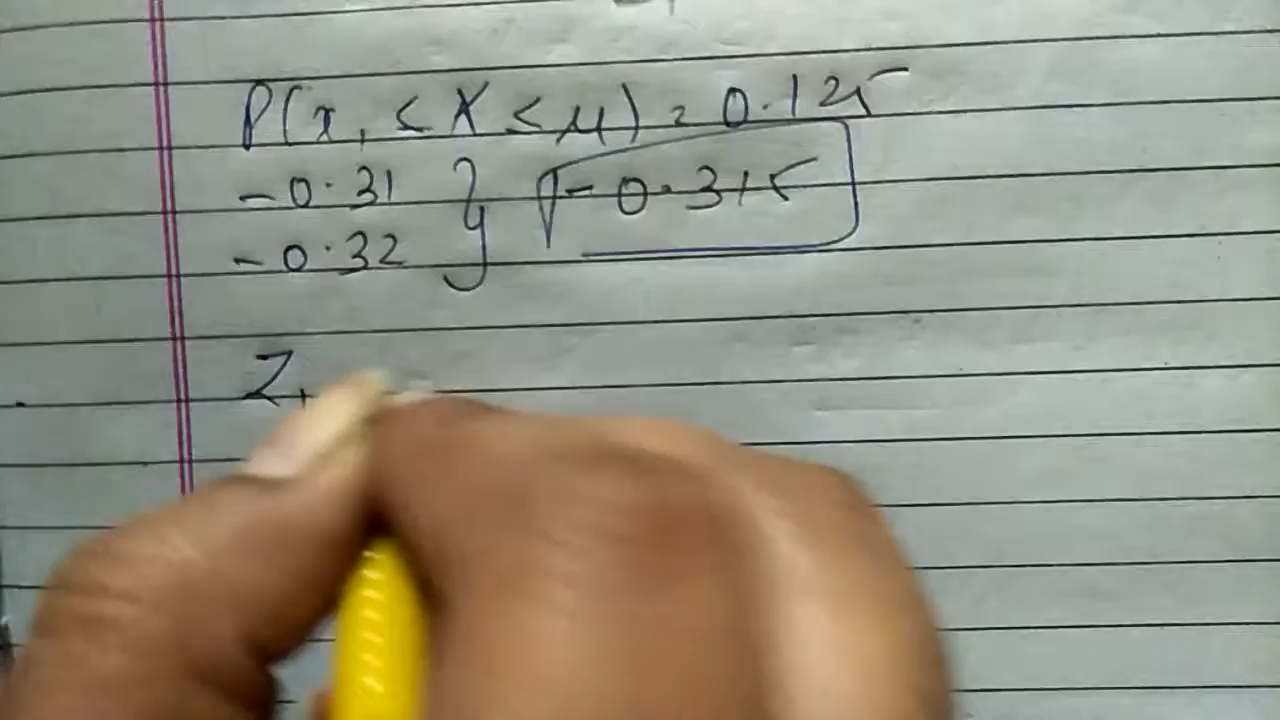 P(x₁ ≤ X ≤ μ) = 0.125
-0.31 } -0.315
-0.32
Z₁